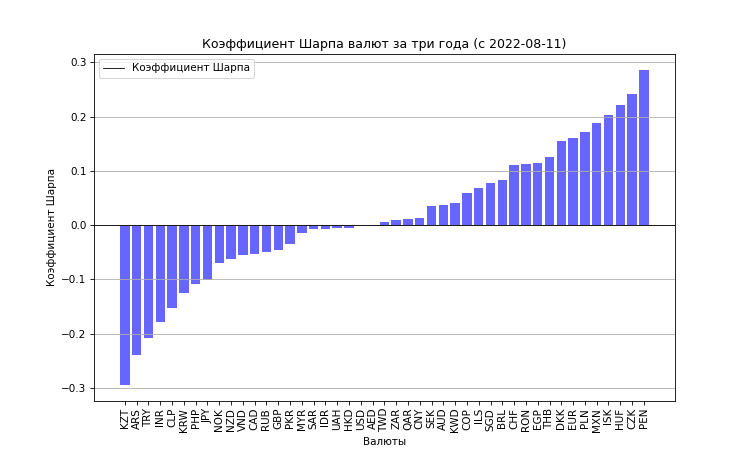 Коэффициент Шарпа валют за три года (с 2022-08-11)
Коэффициент Шарпа
0.3
0.2
0.1
0.0
−0.1
−0.2
−0.3
Коэффициент Шарпа
KZT
ARS
TRY
INR
CLP
KRW
PHP
JPY
NOK
NZD
VND
CAD
RUB
GBP
PKR
MYR
SAR
IDR
UAH
HKD
USD
AED
TWD
ZAR
QAR
CNY
SEK
AUD
KWD
COP
ILS
SGD
BRL
CHF
RON
EGP
THB
DKK
EUR
PLN
MXN
ISK
HUF
CZK
PEN
Валюты